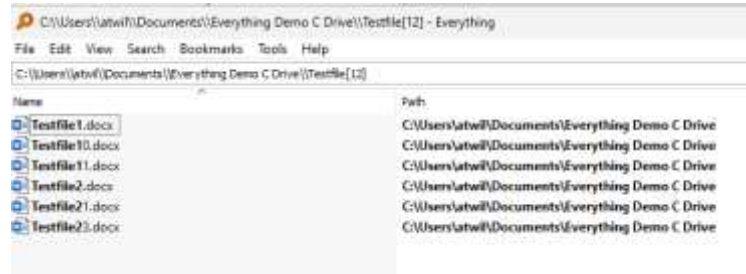 C:\\Users\\atwil\\Documents\\Everything Demo C Drive\\Testfile[12] - Everything
File Edit View Search Bookmarks Tools Help
C:\\Users\\atwil\\Documents\\Everything Demo C Drive\\Testfile[12]
Name Path
Testfile1.docx C:\Users\atwil\Documents\Everything Demo C Drive
Testfile10.docx C:\Users\atwil\Documents\Everything Demo C Drive
Testfile11.docx C:\Users\atwil\Documents\Everything Demo C Drive
Testfile2.docx C:\Users\atwil\Documents\Everything Demo C Drive
Testfile21.docx C:\Users\atwil\Documents\Everything Demo C Drive
Testfile23.docx C:\Users\atwil\Documents\Everything Demo C Drive